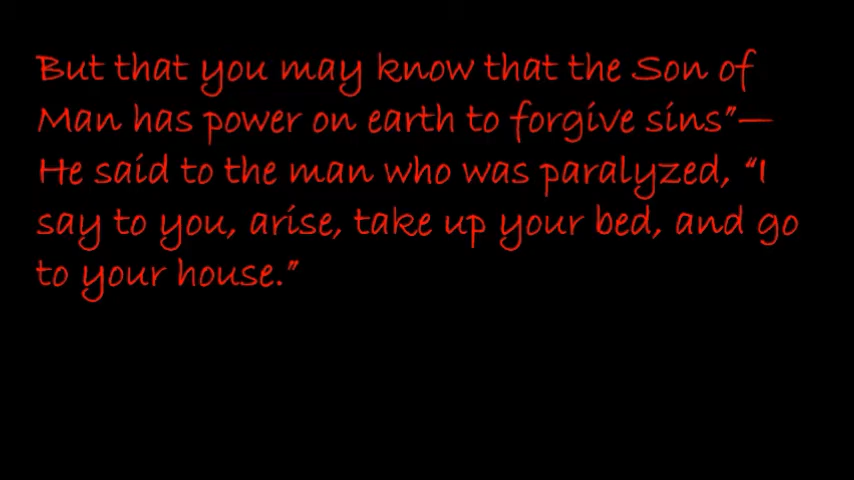 But that you may know that the Son of
Man has power on earth to forgive sins”—
He said to the man who was paralyzed, “I
say to you, arise, take up your bed, and go
to your house.”